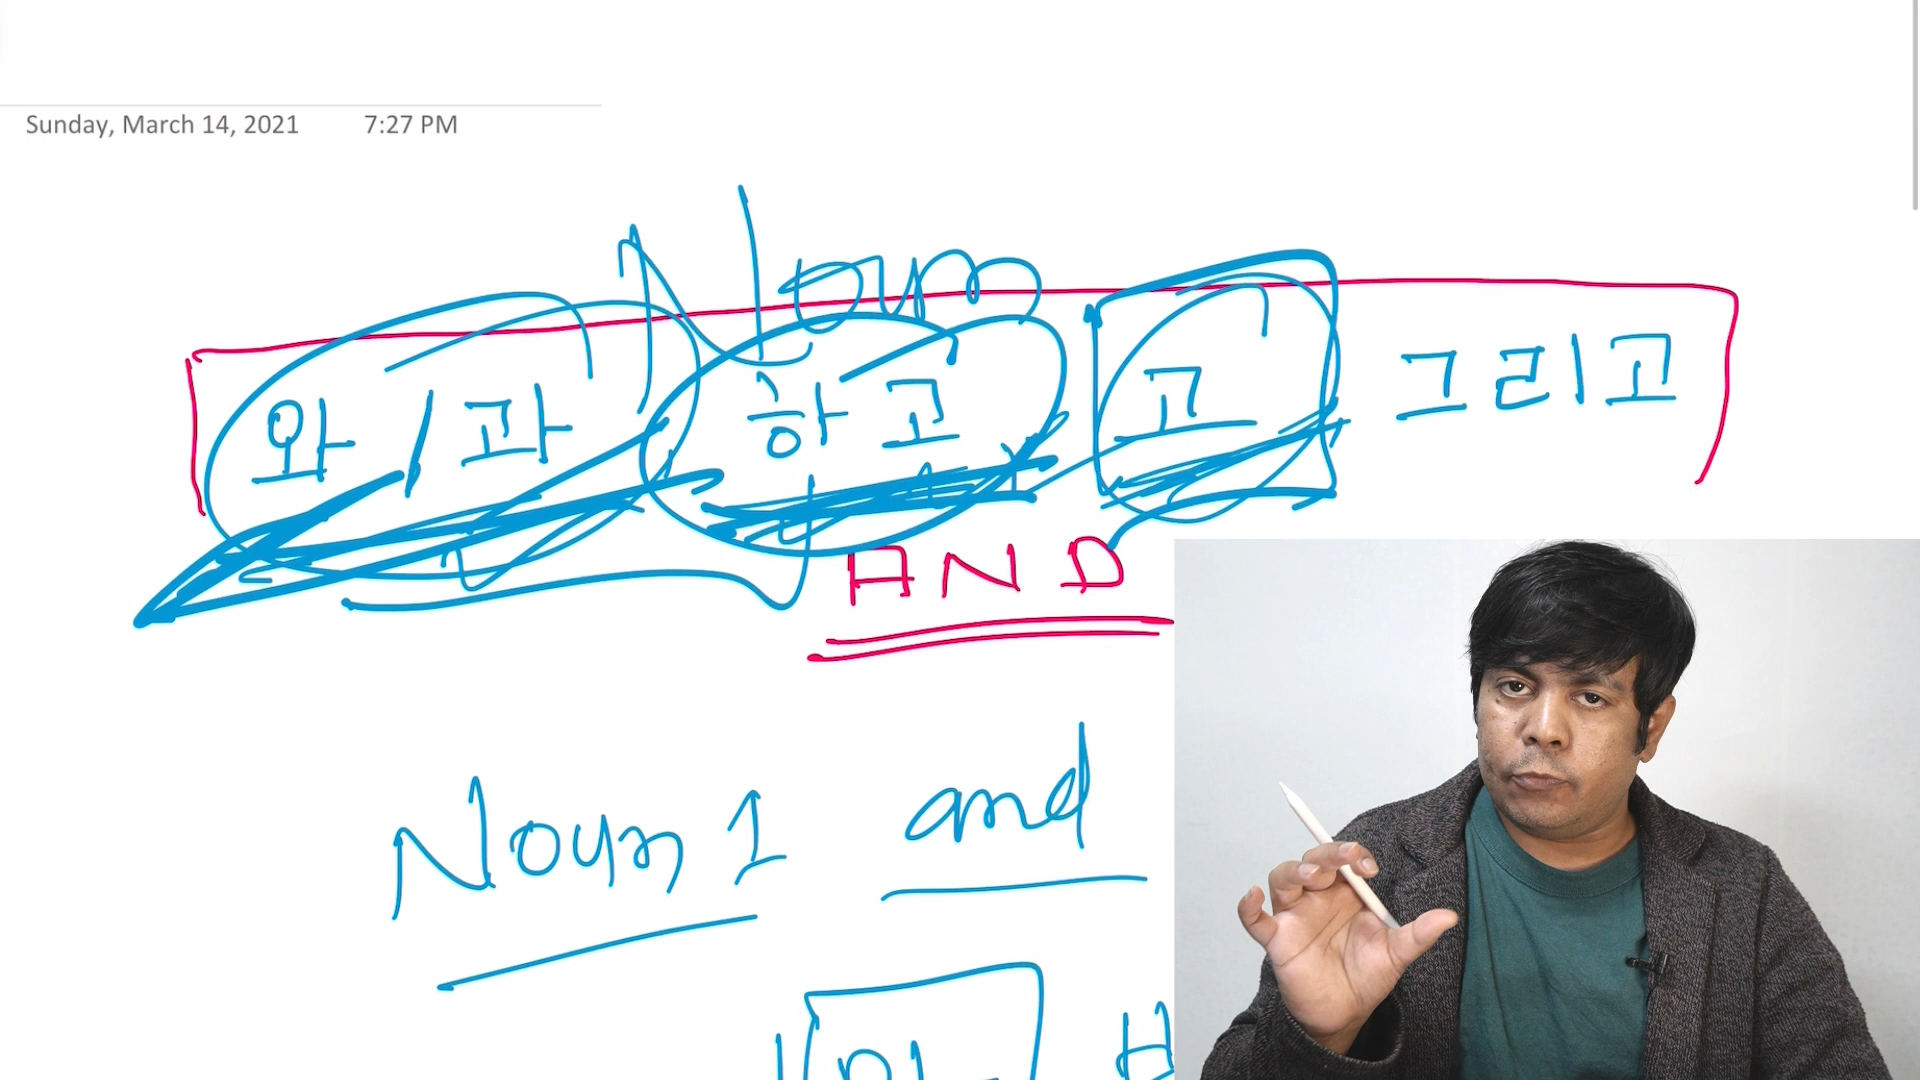 Sunday, March 14, 2021 7:27 PM
Noun
와/과 하고 고 그리고
AND
Noun 1 and